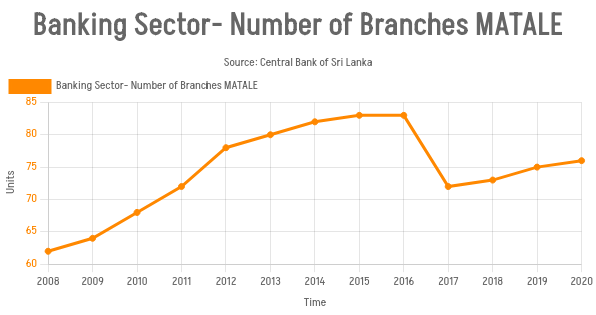 Banking Sector- Number of Branches MATALE
Source: Central Bank of Sri Lanka
Banking Sector- Number of Branches MATALE
85
80
75
70
65
60
Units
2008 2009 2010 2011 2012 2013 2014 2015 2016 2017 2018 2019 2020
Time